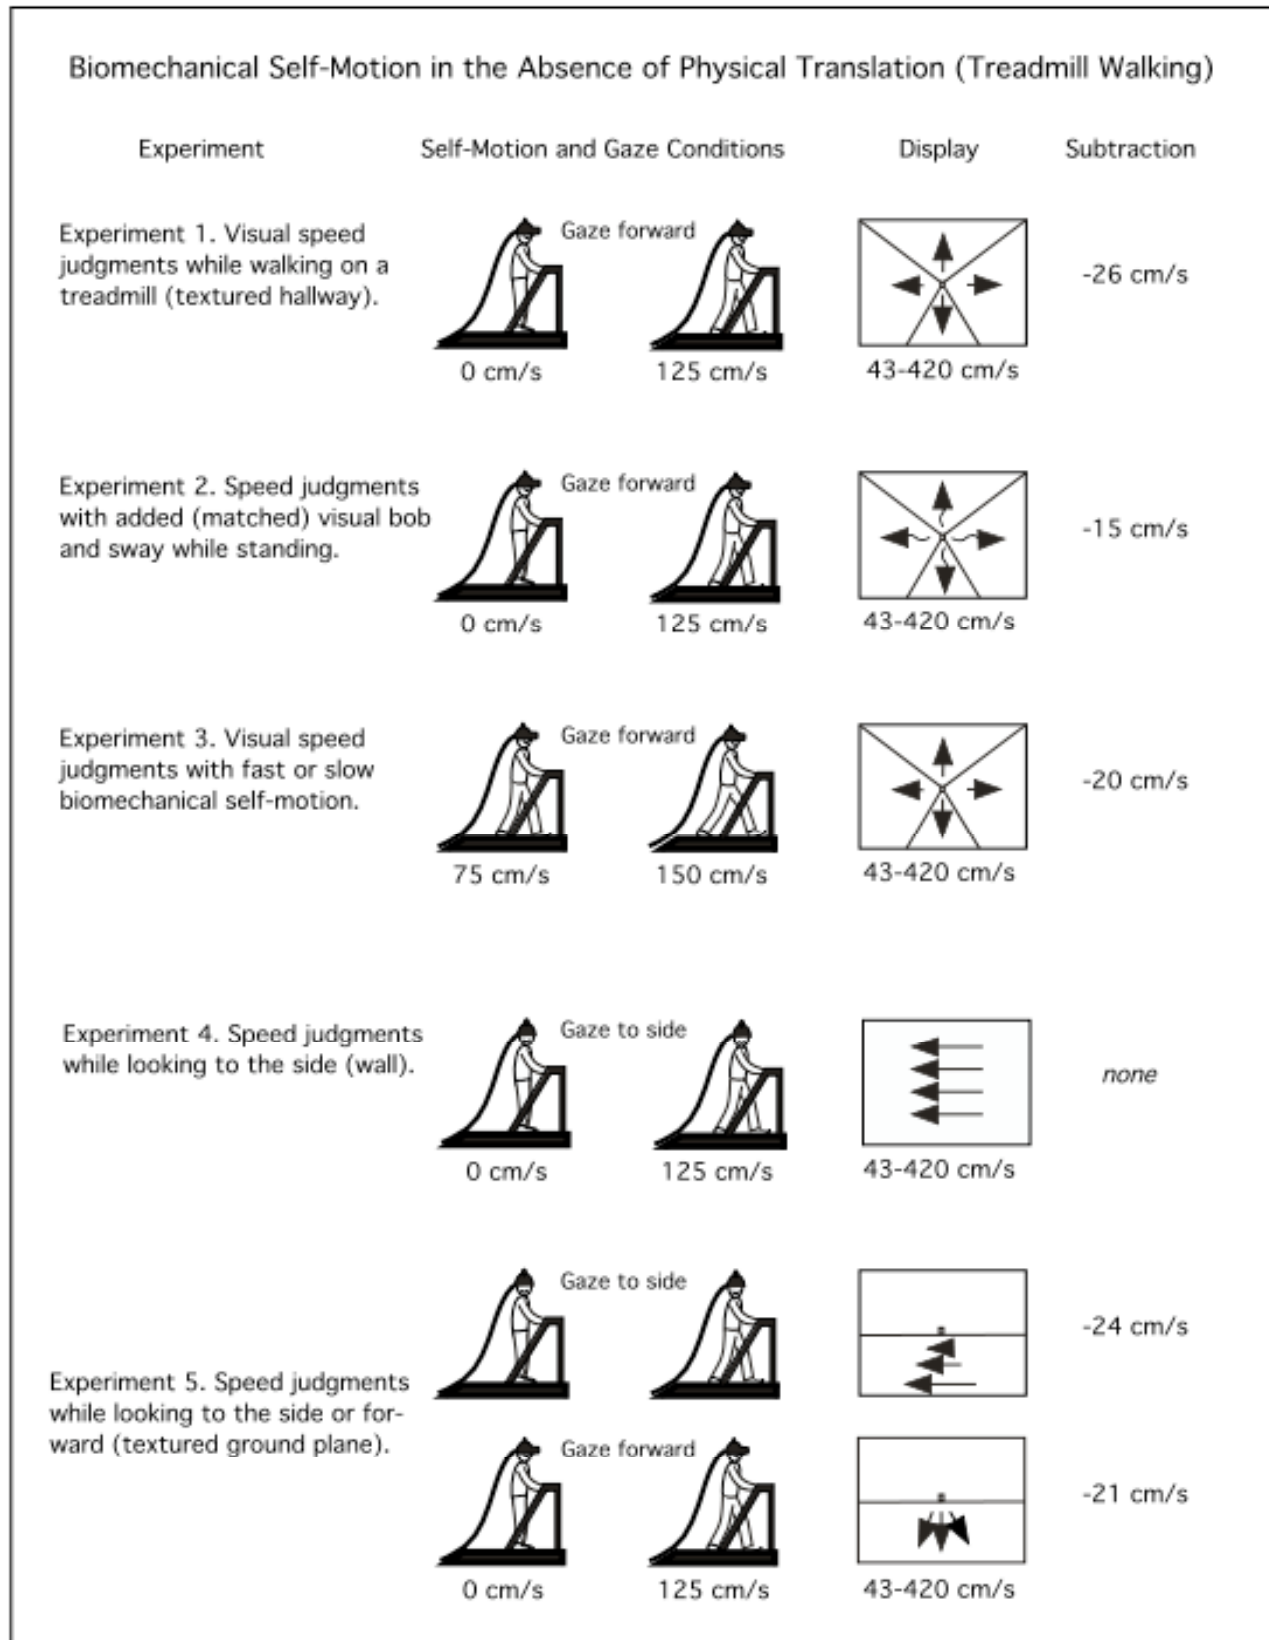 Biomechanical Self-Motion in the Absence of Physical Translation (Treadmill Walking)
Experiment Self-Motion and Gaze Conditions Display Subtraction
Experiment 1. Visual speed
judgments while walking on a
treadmill (textured hallway).
Gaze forward
0 cm/s 125 cm/s 43-420 cm/s
-26 cm/s
Experiment 2. Speed judgments
with added (matched) visual bob
and sway while standing.
Gaze forward
0 cm/s 125 cm/s 43-420 cm/s
-15 cm/s
Experiment 3. Visual speed
judgments with fast or slow
biomechanical self-motion.
Gaze forward
75 cm/s 150 cm/s 43-420 cm/s
-20 cm/s
Experiment 4. Speed judgments
while looking to the side (wall).
Gaze to side
0 cm/s 125 cm/s 43-420 cm/s
none
Experiment 5. Speed judgments
while looking to the side or for-
ward (textured ground plane).
Gaze to side
-24 cm/s
Gaze forward
-21 cm/s
0 cm/s 125 cm/s 43-420 cm/s